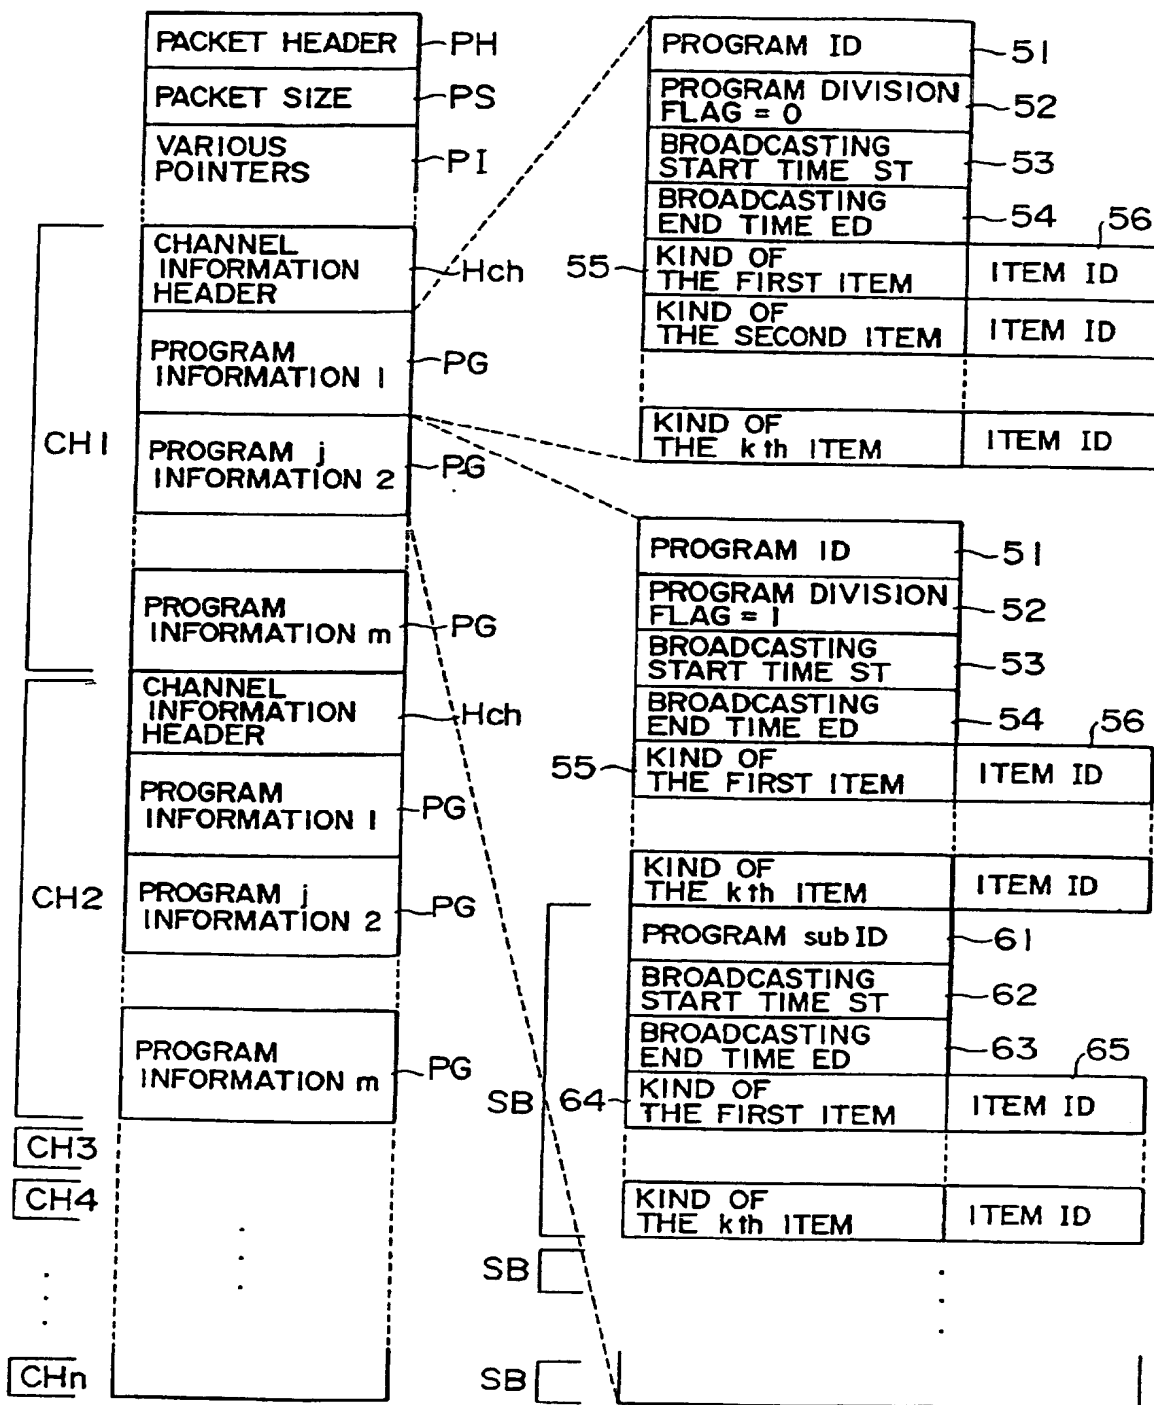 PACKET HEADER
PH
PACKET SIZE
PS
VARIOUS
POINTERS
PI
CH1
CHANNEL
INFORMATION
HEADER
Hch
PROGRAM
INFORMATION 1
PG
PROGRAM j
INFORMATION 2
PG
PROGRAM
INFORMATION m
PG
CH2
CHANNEL
INFORMATION
HEADER
Hch
PROGRAM
INFORMATION 1
PG
PROGRAM j
INFORMATION 2
PG
PROGRAM
INFORMATION m
PG
CH3
CH4
CHn
PROGRAM ID
51
PROGRAM DIVISION
FLAG = 0
52
BROADCASTING
START TIME ST
53
BROADCASTING
END TIME ED
54
56
55
KIND OF
THE FIRST ITEM
ITEM ID
KIND OF
THE SECOND ITEM
ITEM ID
KIND OF
THE kth ITEM
ITEM ID
PROGRAM ID
51
PROGRAM DIVISION
FLAG = 1
52
BROADCASTING
START TIME ST
53
BROADCASTING
END TIME ED
54
56
55
KIND OF
THE FIRST ITEM
ITEM ID
KIND OF
THE kth ITEM
ITEM ID
SB
PROGRAM sub ID
61
BROADCASTING
START TIME ST
62
BROADCASTING
END TIME ED
63
65
64
KIND OF
THE FIRST ITEM
ITEM ID
KIND OF
THE kth ITEM
ITEM ID
SB
SB